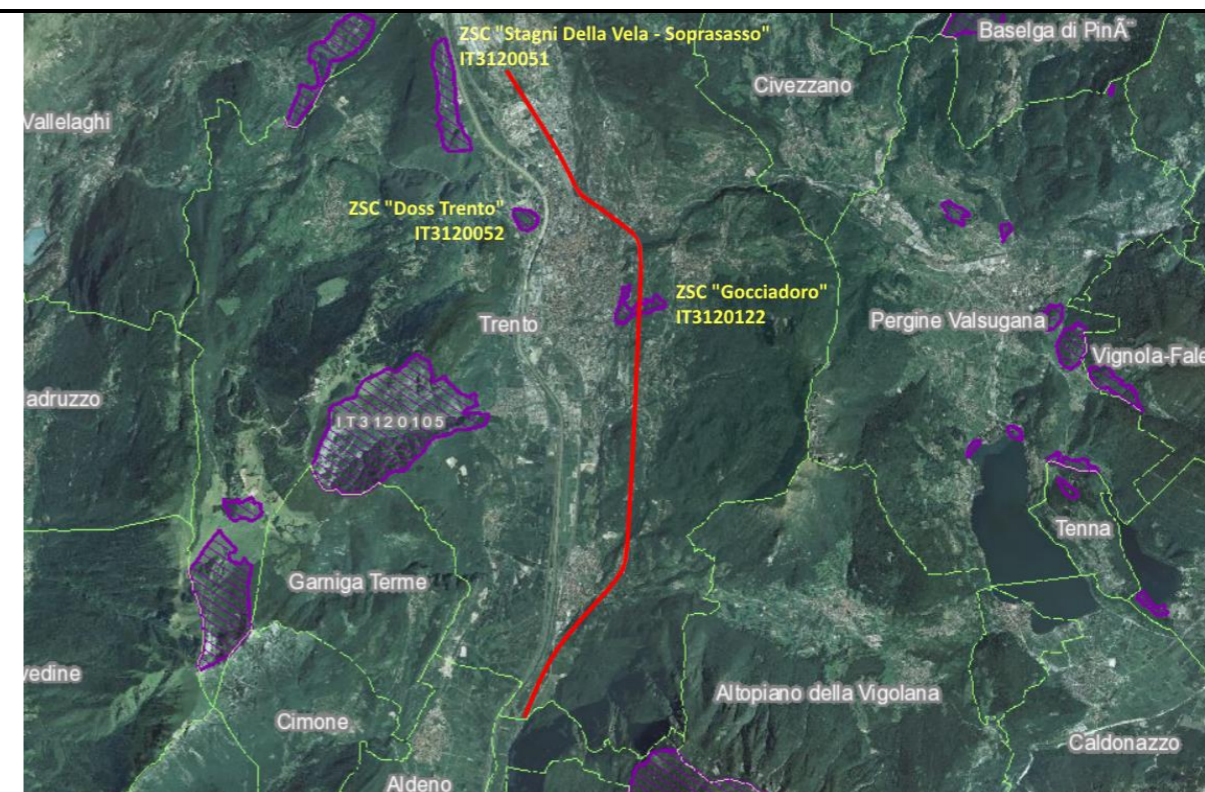 ZSC "Stagni Della Vela - Soprasasso"
IT3120051
Baselga di PinÃ¨
Civezzano
Vallelaghi
ZSC "Doss Trento"
IT3120052
ZSC "Gocciadoro"
IT3120122
Trento
Pergine Valsugana
Vignola-Fale
adruzzo
IT3120105
Tenna
Garniga Terme
vedine
Cimone
Altopiano della Vigolana
Caldonazzo
Aldeno